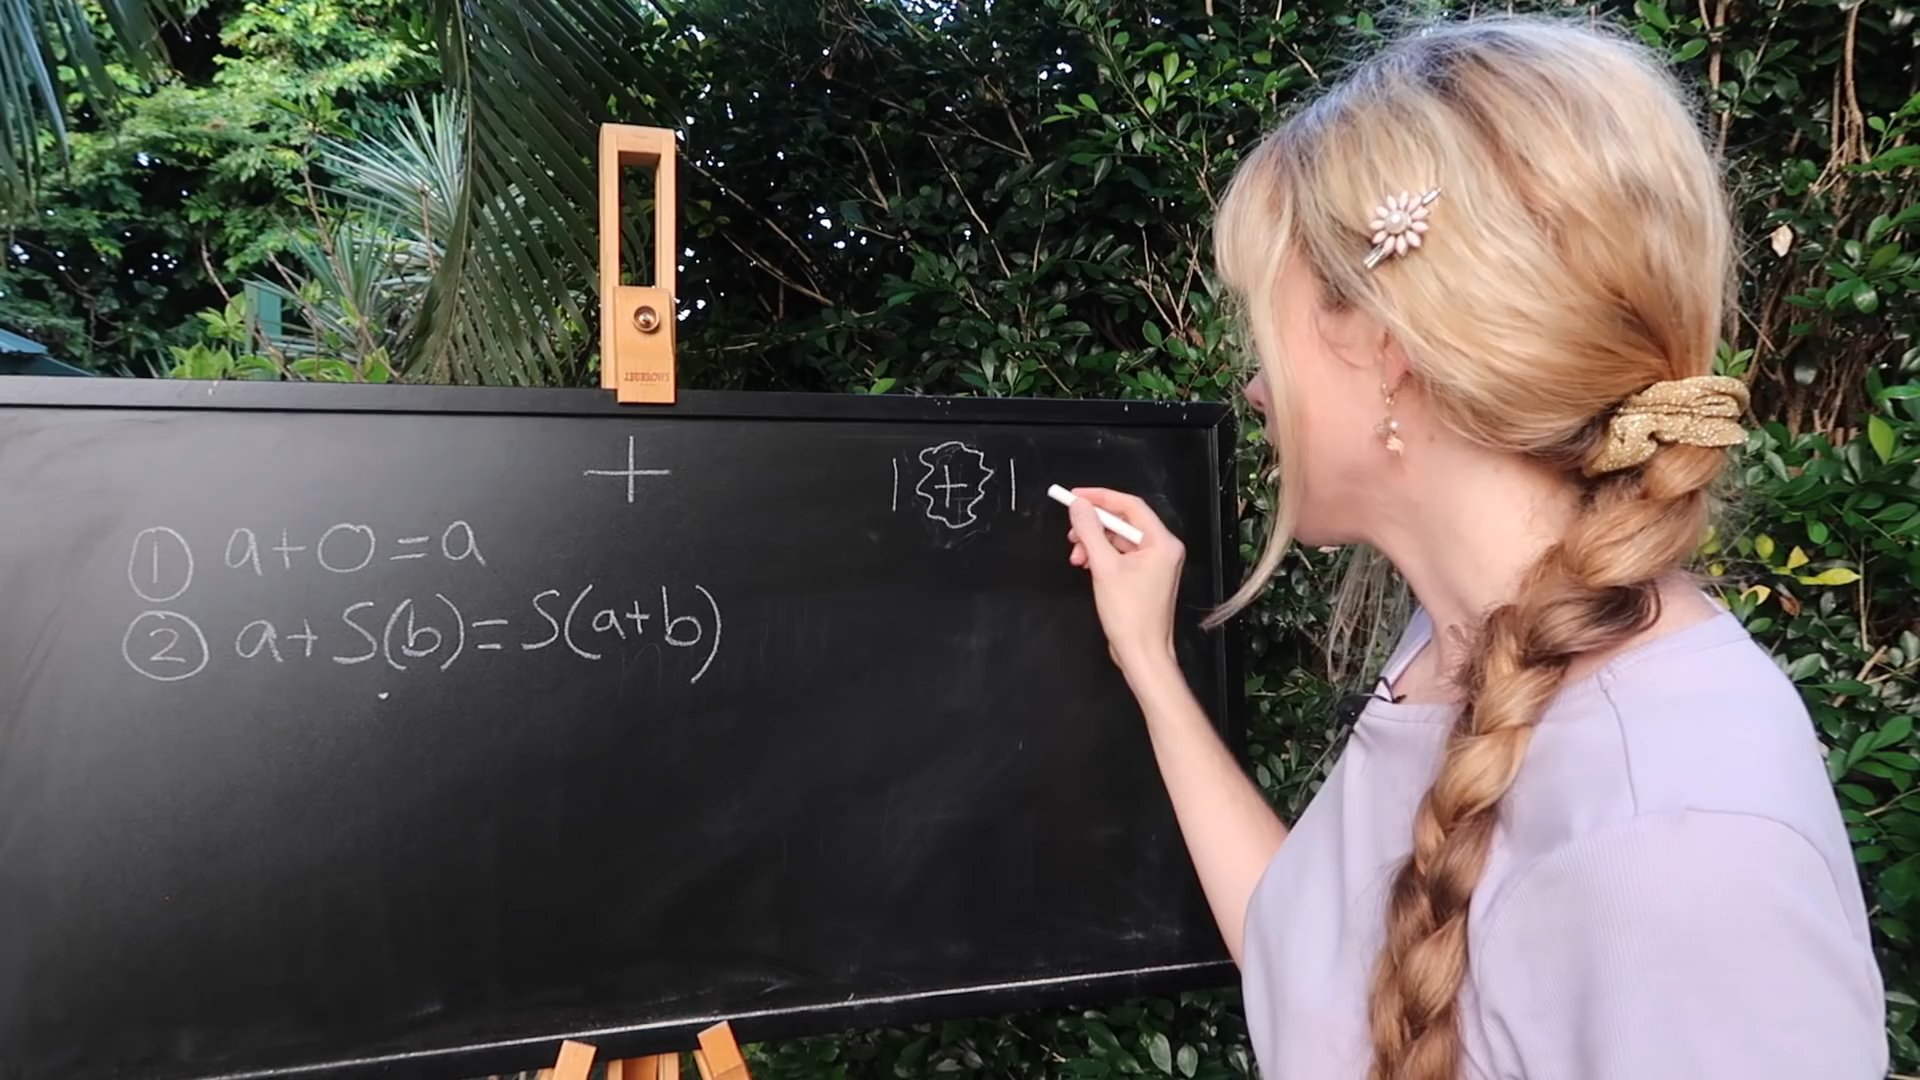 +
1 + 1
① a+0=a
② a+S(b)=S(a+b)